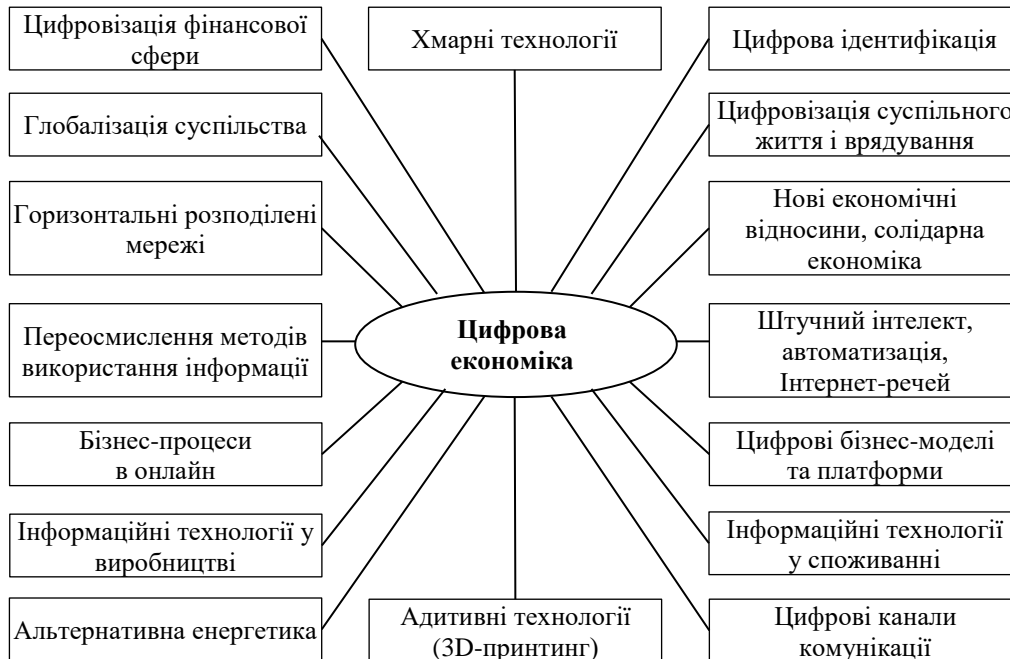 Цифровізація фінансової
сфери
Хмарні технології
Цифрова ідентифікація
Глобалізація суспільства
Цифровізація суспільного
життя і врядування
Горизонтальні розподілені
мережі
Нові економічні
відносини, солідарна
економіка
Переосмислення методів
використання інформації
Цифрова
економіка
Штучний інтелект,
автоматизація,
Інтернет-речей
Бізнес-процеси
в онлайн
Цифрові бізнес-моделі
та платформи
Інформаційні технології у
виробництві
Інформаційні технології
у споживанні
Альтернативна енергетика
Адитивні технології
(3D-принтинг)
Цифрові канали
комунікації